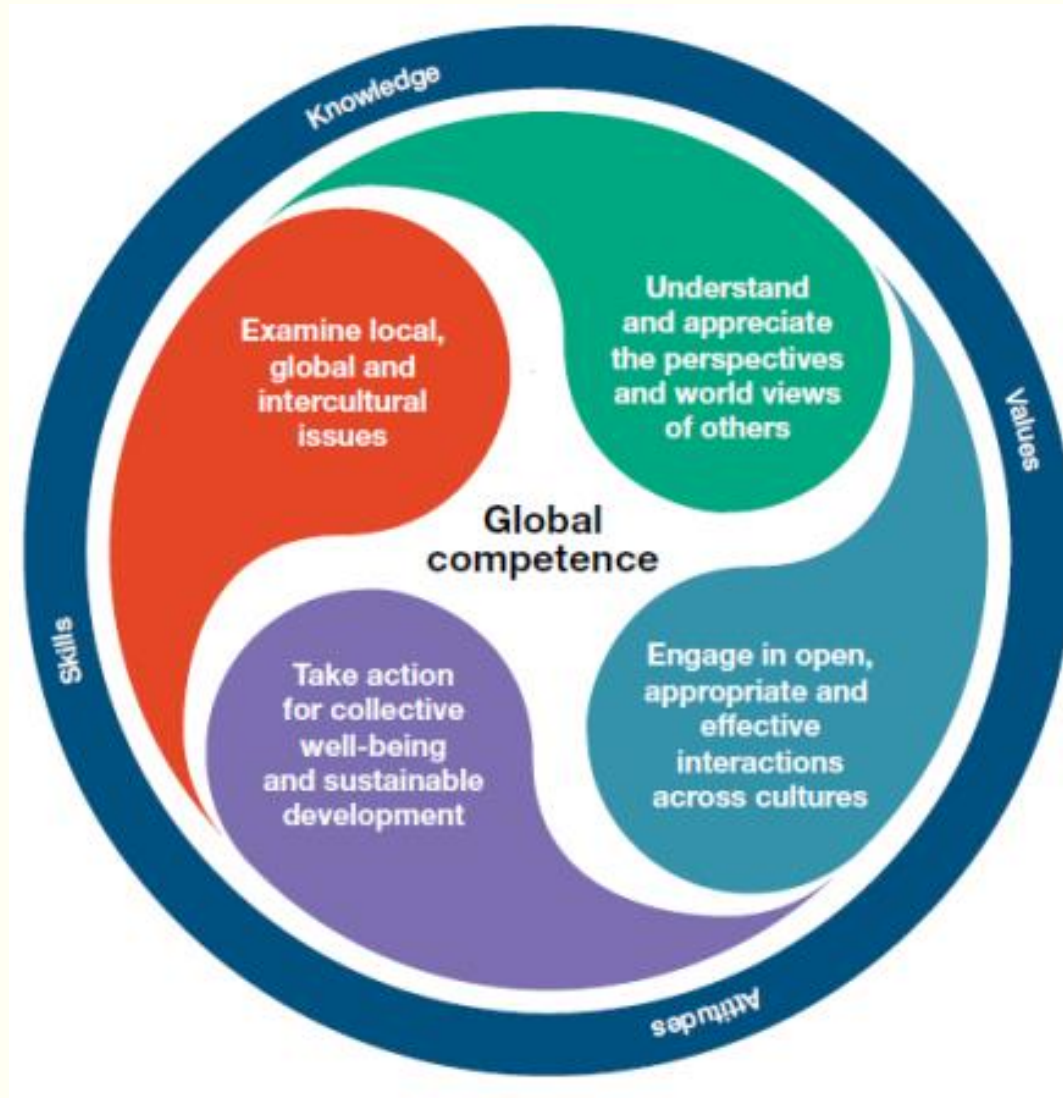 Knowledge
Examine local,
global and
intercultural
issues
Understand
and appreciate
the perspectives
and world views
of others
Values
Global
competence
Skills
Take action
for collective
well-being
and sustainable
development
Engage in open,
appropriate and
effective
interactions
across cultures
Attitudes